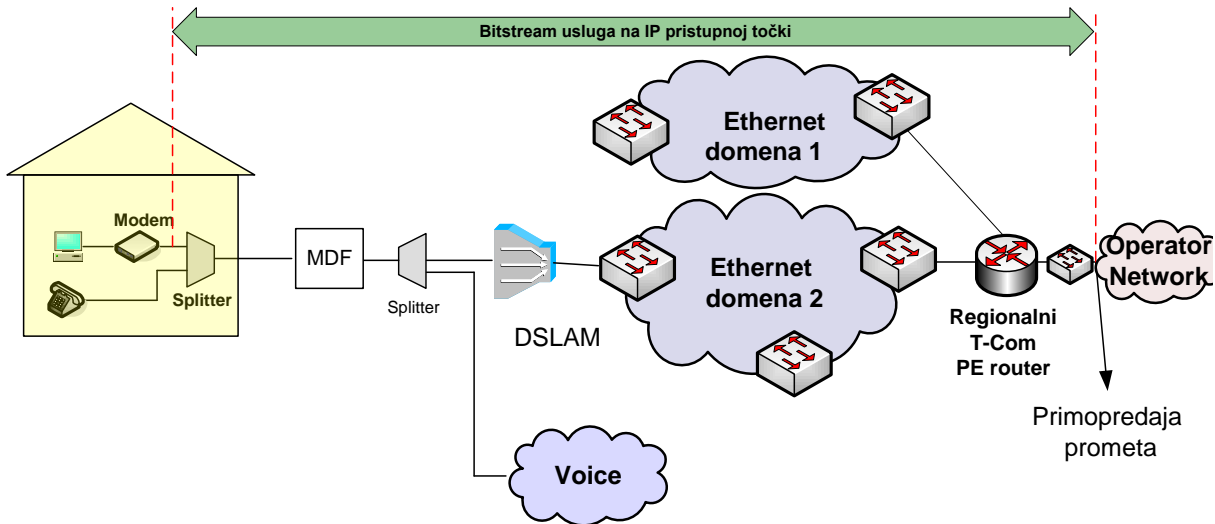 Bitstream usluga na IP pristupnoj točki
Ethernet
domena 1
Modem
Splitter
MDF
Splitter
DSLAM
Ethernet
domena 2
Regionalni
T-Com
PE router
Operator
Network
Primopredaja
prometa
Voice